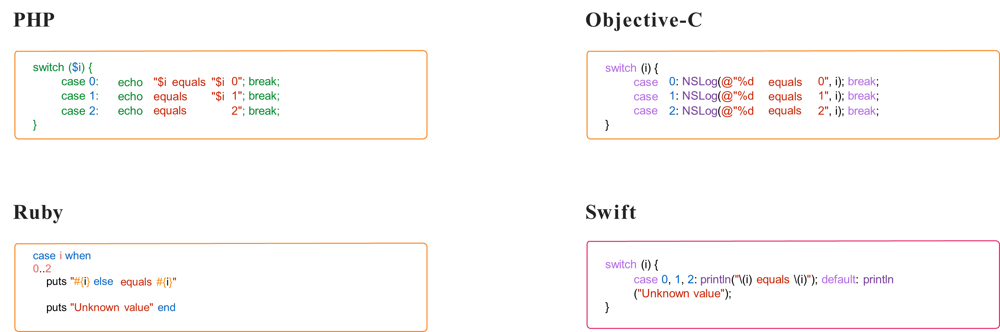 PHP
switch ($i) {
case 0: echo "$i equals "$i 0"; break;
case 1: echo equals "$i 1"; break;
case 2: echo equals 2"; break;
}
Objective-C
switch (i) {
case 0: NSLog(@"%d equals 0", i); break;
case 1: NSLog(@"%d equals 1", i); break;
case 2: NSLog(@"%d equals 2", i); break;
}
Ruby
case i when
0..2
puts "#{i} else equals #{i}"
puts "Unknown value" end
Swift
switch (i) {
case 0, 1, 2: println("\(i) equals \(i)"); default: println
("Unknown value");
}